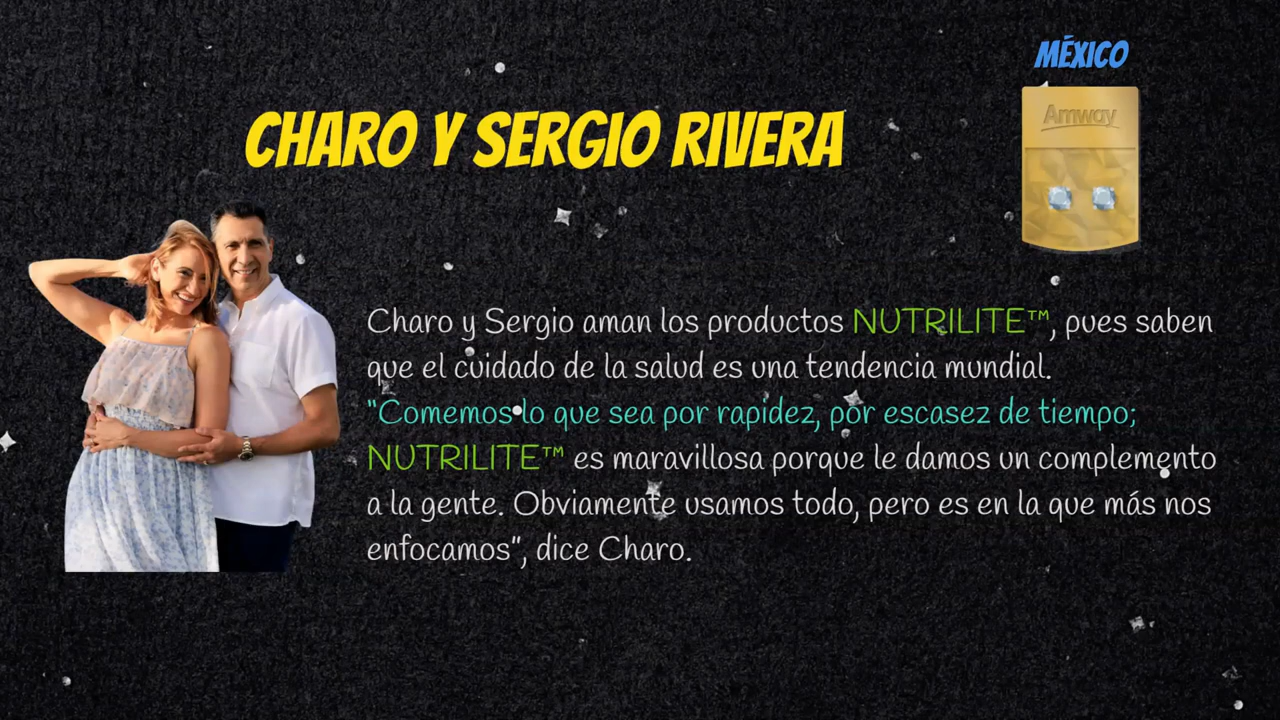 MÉXICO
Amway
CHARO Y SERGIO RIVERA
Charo y Sergio aman los productos NUTRILITE™, pues saben
que el cuidado de la salud es una tendencia mundial.
"Comemos lo que sea por rapidez, por escasez de tiempo;
NUTRILITE™ es maravillosa porque le damos un complemento
a la gente. Obviamente usamos todo, pero es en la que más nos
enfocamos", dice Charo.